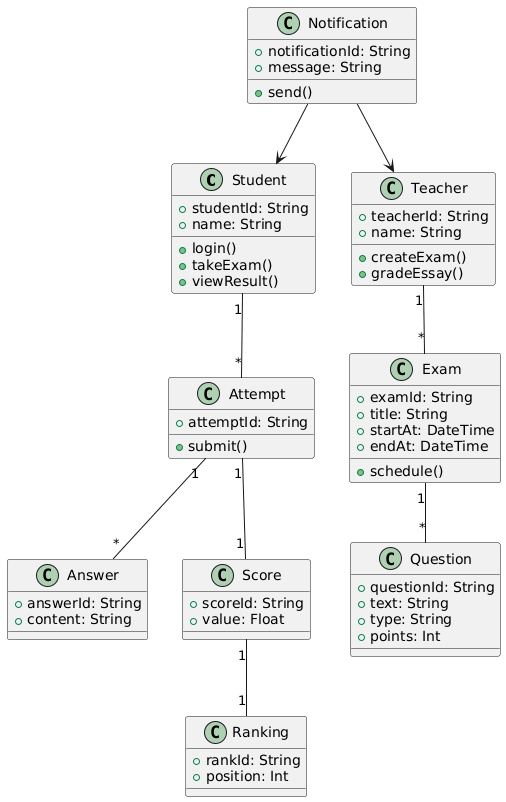 C Notification
notificationId: String
message: String
send()
C Student
studentId: String
name: String
login()
takeExam()
viewResult()
C Teacher
teacherId: String
name: String
createExam()
gradeEssay()
1
*
1
*
C Attempt
attemptId: String
submit()
C Exam
examId: String
title: String
startAt: DateTime
endAt: DateTime
schedule()
1
*
1
1
1
*
C Answer
answerId: String
content: String
C Score
scoreId: String
value: Float
C Question
questionId: String
text: String
type: String
points: Int
1
1
C Ranking
rankId: String
position: Int